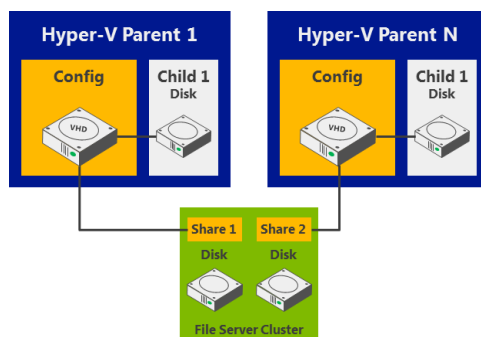 Hyper-V Parent 1
Config
Child 1
Disk
VHD
Hyper-V Parent N
Config
Child 1
Disk
VHD
Share 1
Share 2
Disk
Disk
File Server Cluster